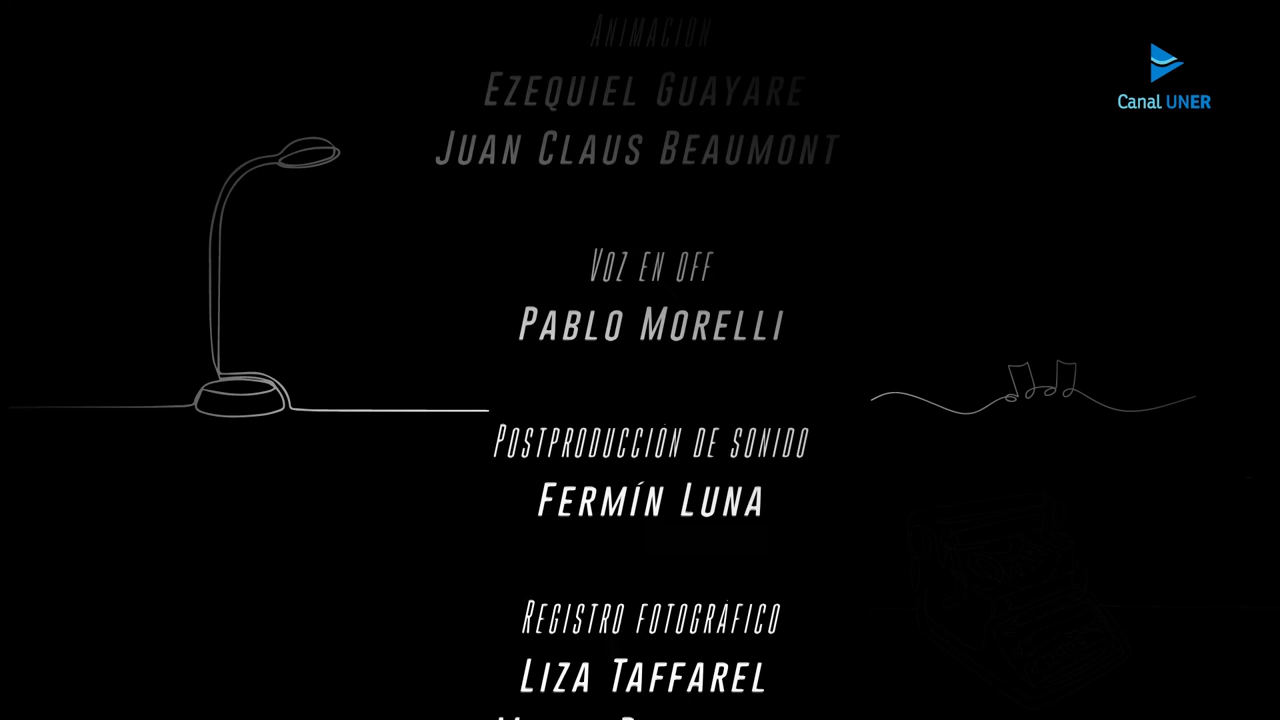 Animación
Ezequiel Guayare
Juan Claus Beaumont
Canal UNER
Voz en off
Pablo Morelli
Postproducción de sonido
Fermín Luna
Registro fotográfico
Liza Taffarel